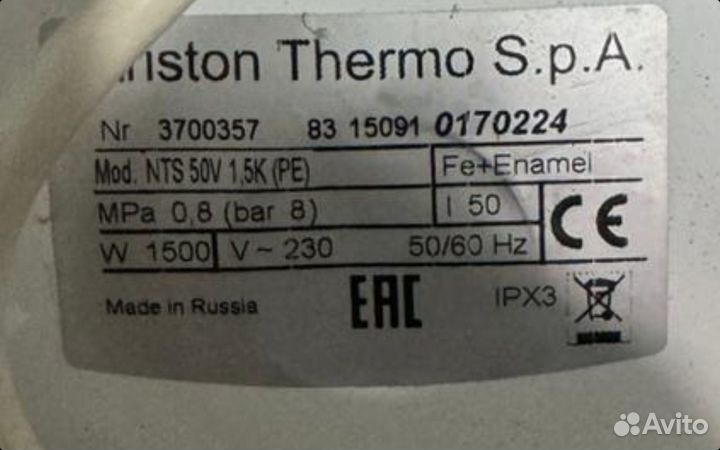 Thermo S.p.A.
Nr 3700357 83 15091 0170224
Mod. NTS 50V 1,5K (PE) Fe+Enamel
MPa 0,8 (bar 8) l 50
W 1500 V~ 230 50/60 Hz
CE
Made in Russia EAC IPX3
Avito